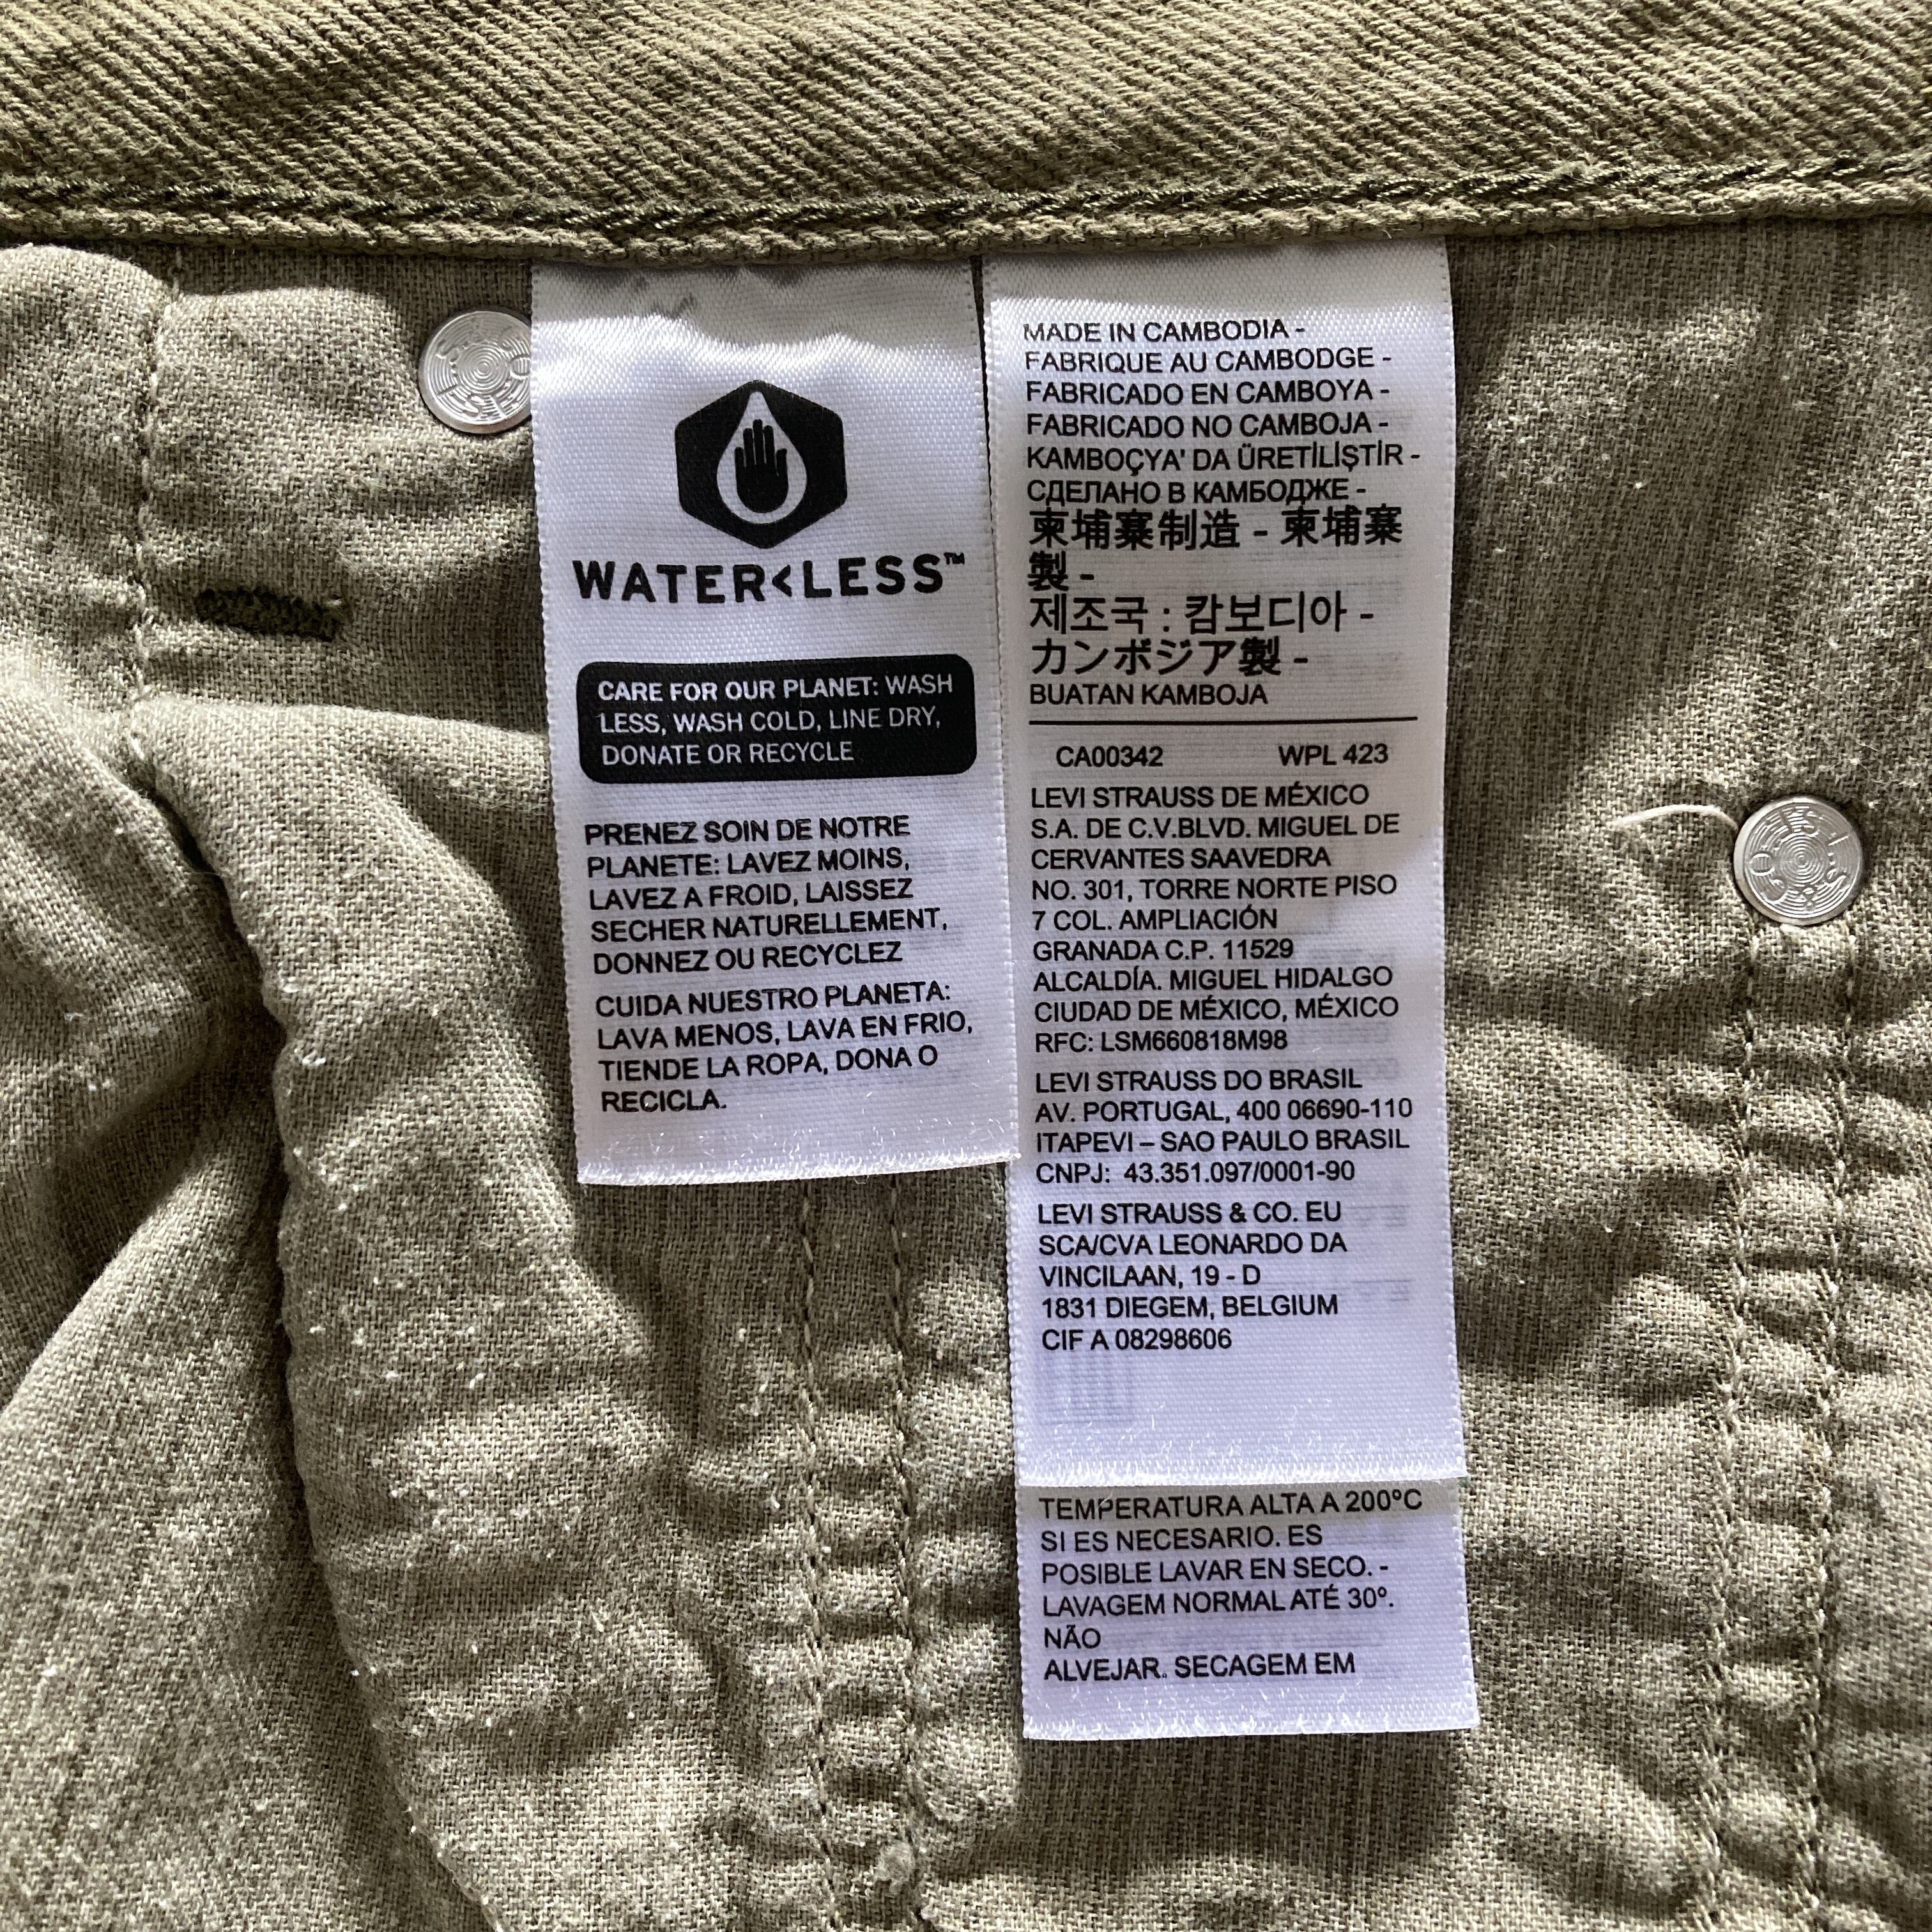 WATER<LESS™
CARE FOR OUR PLANET: WASH
LESS, WASH COLD, LINE DRY,
DONATE OR RECYCLE
PRENEZ SOIN DE NOTRE
PLANETE: LAVEZ MOINS,
LAVEZ A FROID, LAISSEZ
SECHER NATURELLEMENT,
DONNEZ OU RECYCLEZ
CUIDA NUESTRO PLANETA:
LAVA MENOS, LAVA EN FRIO,
TIENDE LA ROPA, DONA O
RECICLA.
MADE IN CAMBODIA -
FABRIQUE AU CAMBODGE -
FABRICADO EN CAMBOYA -
FABRICADO NO CAMBOJA -
KAMBOÇYA' DA ÜRETİLİŞTİR -
СДЕЛАНО В КАМБОДЖЕ -
柬埔寨制造 - 柬埔寨
製 -
제조국 : 캄보디아 -
カンボジア製 -
BUATAN KAMBOJA
CA00342 WPL 423
LEVI STRAUSS DE MÉXICO
S.A. DE C.V.BLVD. MIGUEL DE
CERVANTES SAAVEDRA
NO. 301, TORRE NORTE PISO
7 COL. AMPLIACIÓN
GRANADA C.P. 11529
ALCALDÍA. MIGUEL HIDALGO
CIUDAD DE MÉXICO, MÉXICO
RFC: LSM660818M98
LEVI STRAUSS DO BRASIL
AV. PORTUGAL, 400 06690-110
ITAPEVI – SAO PAULO BRASIL
CNPJ: 43.351.097/0001-90
LEVI STRAUSS & CO. EU
SCA/CVA LEONARDO DA
VINCILAAN, 19 - D
1831 DIEGEM, BELGIUM
CIF A 08298606
TEMPERATURA ALTA A 200ºC
SI ES NECESARIO. ES
POSIBLE LAVAR EN SECO. -
LAVAGEM NORMAL ATÉ 30º.
NÃO
ALVEJAR. SECAGEM EM